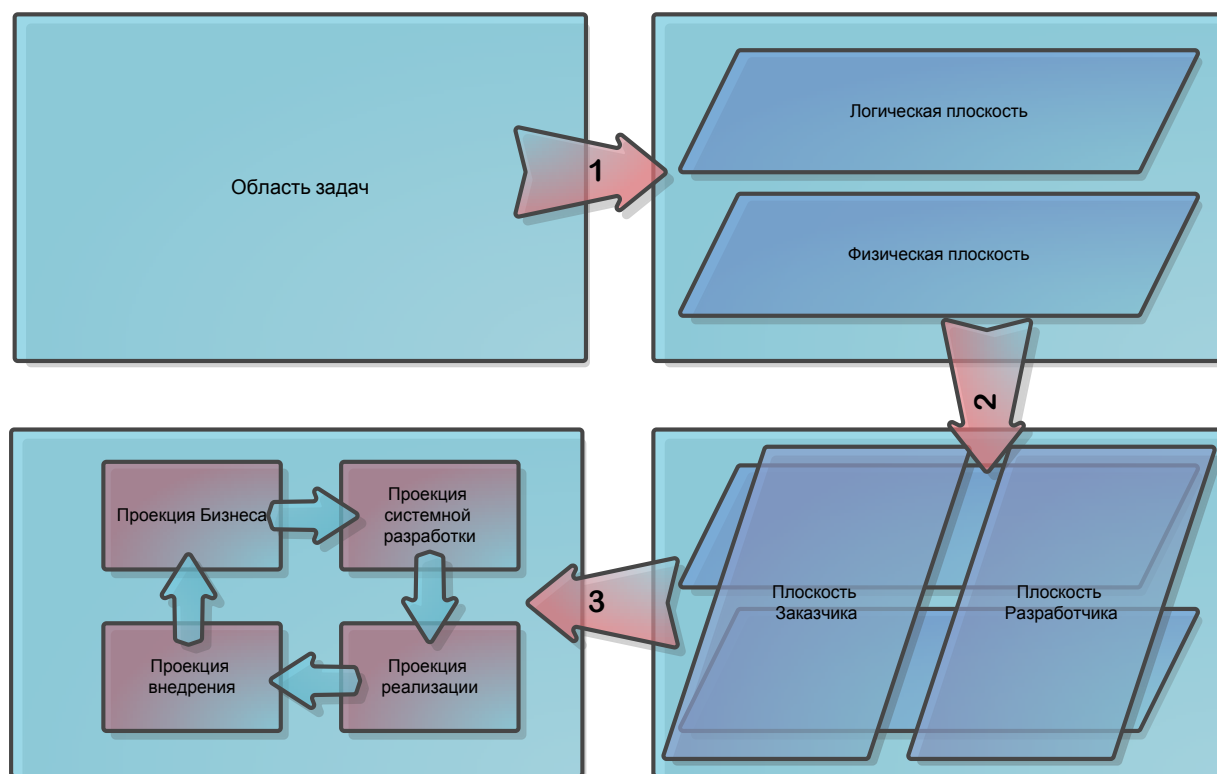 Область задач
1
Логическая плоскость
Физическая плоскость
2
Плоскость
Заказчика
Плоскость
Разработчика
3
Проекция Бизнеса
Проекция
системной
разработки
Проекция
реализации
Проекция
внедрения